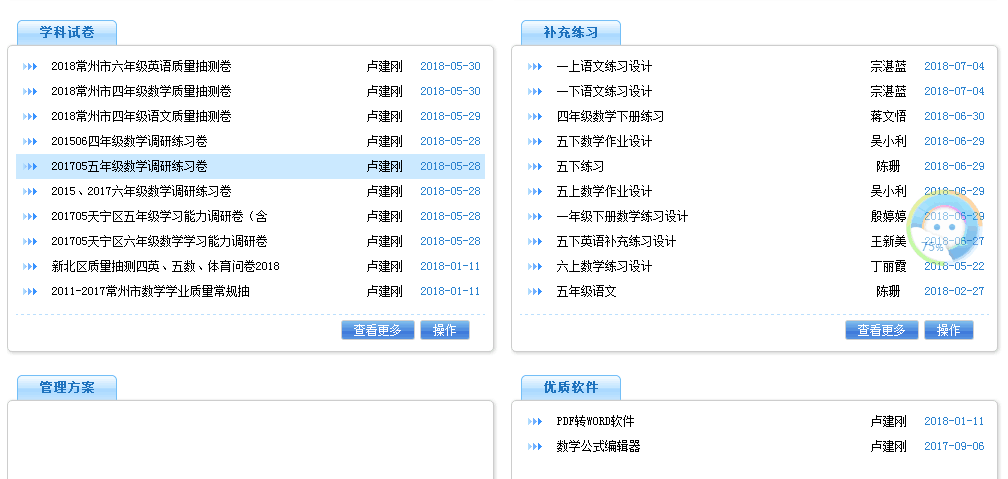 学科试卷
2018常州市六年级英语质量抽测卷 卢建刚 2018-05-30
2018常州市四年级数学质量抽测卷 卢建刚 2018-05-30
2018常州市四年级语文质量抽测卷 卢建刚 2018-05-29
201506四年级数学调研练习卷 卢建刚 2018-05-28
201705五年级数学调研练习卷 卢建刚 2018-05-28
2015、2017六年级数学调研练习卷 卢建刚 2018-05-28
201705天宁区五年级学习能力调研卷（含 卢建刚 2018-05-28
201705天宁区六年级数学学习能力调研卷 卢建刚 2018-05-28
新北区质量抽测四英、五数、体育问卷2018 卢建刚 2018-01-11
2011-2017常州市数学学业质量常规抽 卢建刚 2018-01-11
查看更多 操作
补充练习
一上语文练习设计 宗湛蓝 2018-07-04
一下语文练习设计 宗湛蓝 2018-07-04
四年级数学下册练习 蒋文悟 2018-06-30
五下数学作业设计 吴小利 2018-06-29
五下练习 陈珊 2018-06-29
五上数学作业设计 吴小利 2018-06-29
一年级下册数学练习设计 殷婷婷 2018-06-29
五下英语补充练习设计 王新美 2018-06-27
75%
六上数学练习设计 丁丽霞 2018-05-22
五年级语文 陈珊 2018-02-27
查看更多 操作
管理方案
优质软件
PDF转WORD软件 卢建刚 2018-01-11
数学公式编辑器 卢建刚 2017-09-06